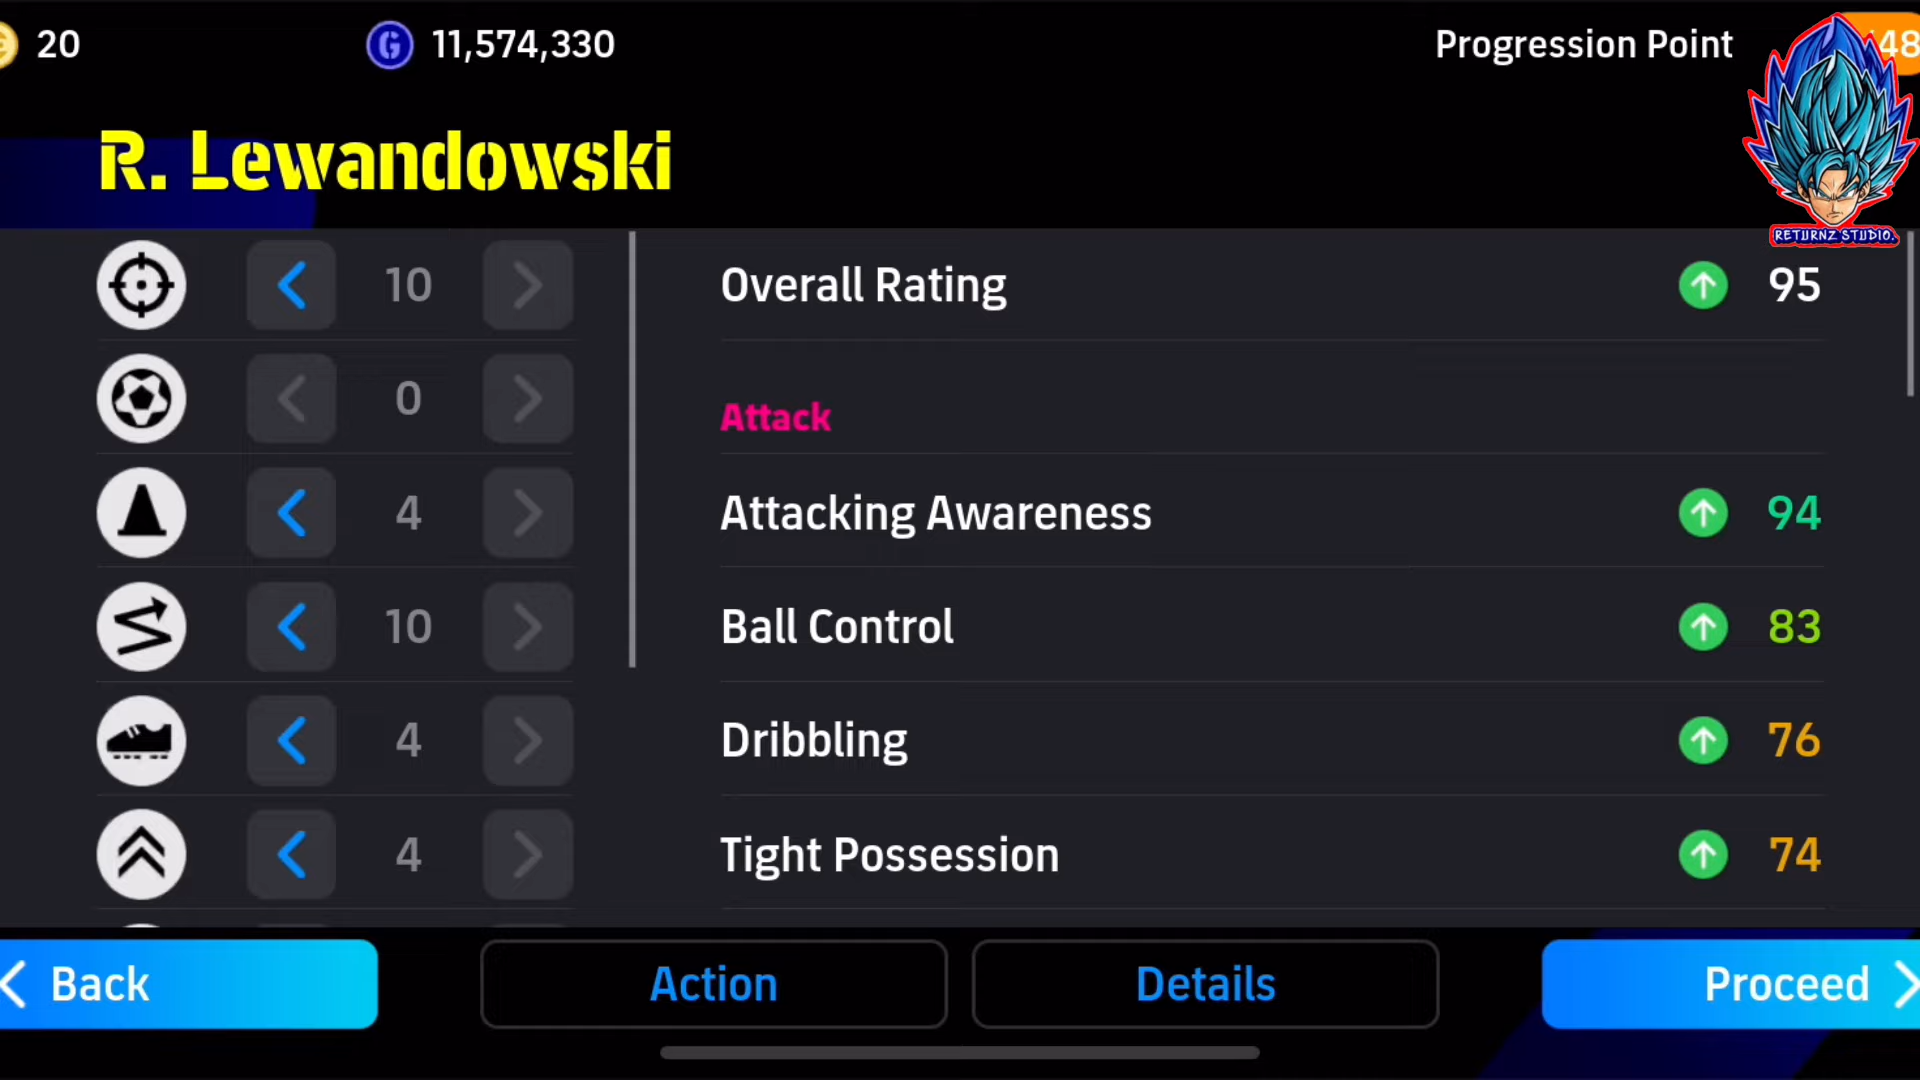 20
11,574,330
Progression Point
48
R. Lewandowski
RETURNZ STUDIO.
10
Overall Rating
95
0
Attack
4
Attacking Awareness
94
10
Ball Control
83
4
Dribbling
76
4
Tight Possession
74
Back
Action
Details
Proceed